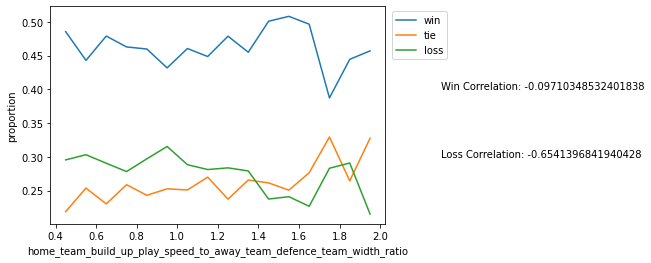 0.50
0.45
0.40
0.35
0.30
0.25
proportion
0.4 0.6 0.8 1.0 1.2 1.4 1.6 1.8 2.0
home_team_build_up_play_speed_to_away_team_defence_team_width_ratio
win
tie
loss
Win Correlation: -0.09710348532401838
Loss Correlation: -0.6541396841940428